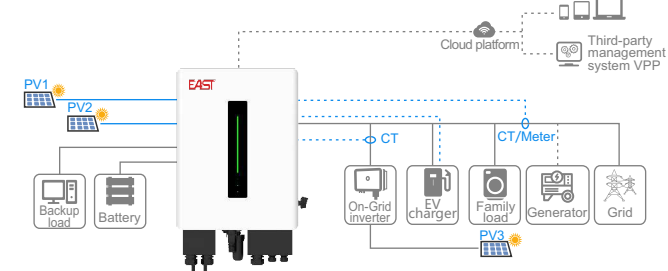 Cloud platform
Third-party
management
system VPP
EAST
PV1
PV2
CT
CT/Meter
Backup
load
Battery
On-Grid
inverter
EV
charger
Family
load
Generator
Grid
PV3